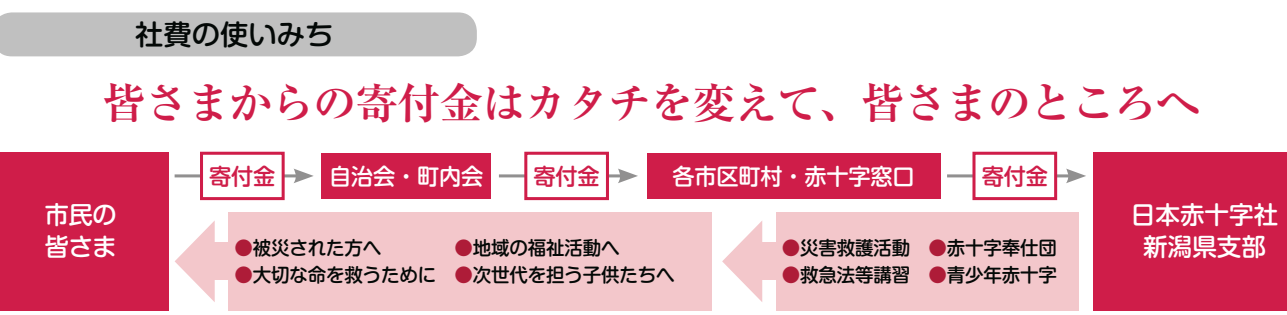 社費の使いみち
皆さまからの寄付金はカタチを変えて、皆さまのところへ
市民の
皆さま
寄付金
自治会・町内会
寄付金
各市区町村・赤十字窓口
寄付金
日本赤十字社
新潟県支部
●被災された方へ ●地域の福祉活動へ
●大切な命を救うために ●次世代を担う子供たちへ
●災害救護活動 ●赤十字奉仕団
●救急法等講習 ●青少年赤十字